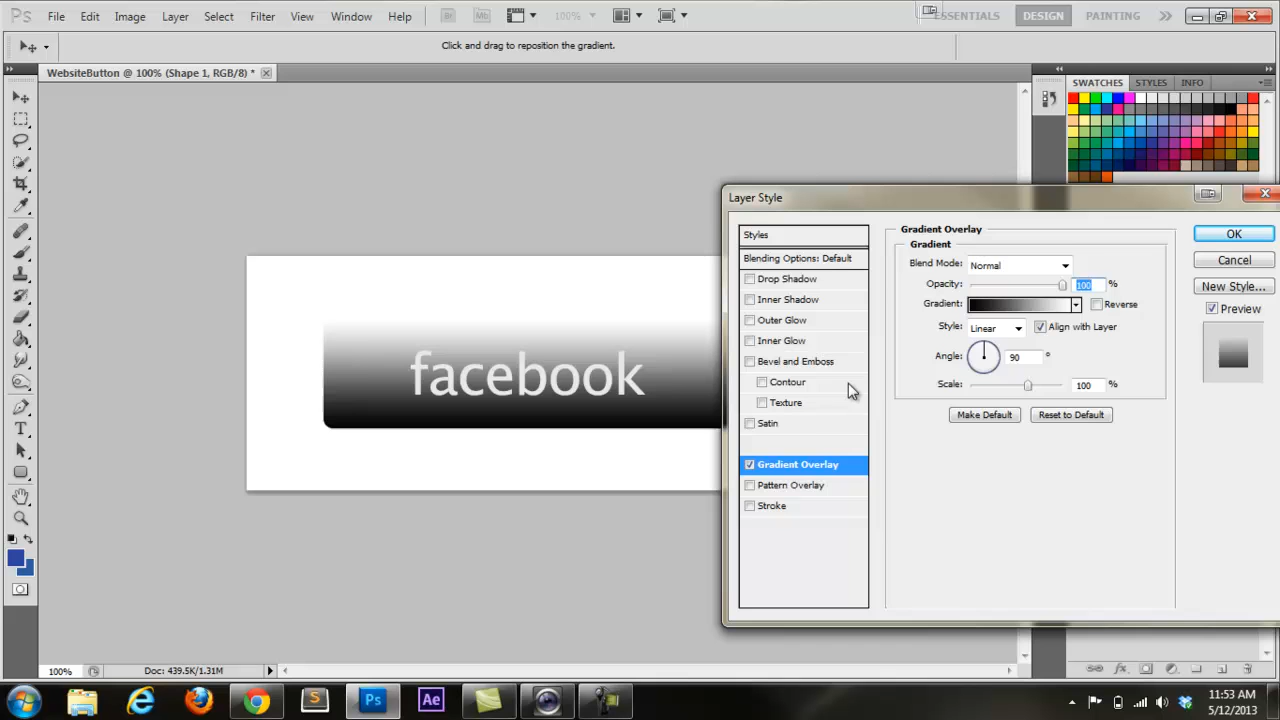 Ps File Edit Image Layer Select Filter View Window Help Br Mb 100% ESSENTIALS DESIGN PAINTING
Click and drag to reposition the gradient.
WebsiteButton @ 100% (Shape 1, RGB/8) *
SWATCHES STYLES INFO
Layer Style
Styles
Blending Options: Default
Drop Shadow
Inner Shadow
Outer Glow
Inner Glow
Bevel and Emboss
Contour
Texture
Satin
Gradient Overlay
Pattern Overlay
Stroke
Gradient Overlay
Gradient
Blend Mode: Normal
Opacity: 100 %
Gradient: Reverse
Style: Linear Align with Layer
Angle: 90 °
Scale: 100 %
Make Default Reset to Default
OK
Cancel
New Style...
Preview
facebook
T
100% Doc: 439.5K/1.31M
fx
S Ps Ae
11:53 AM
5/12/2013